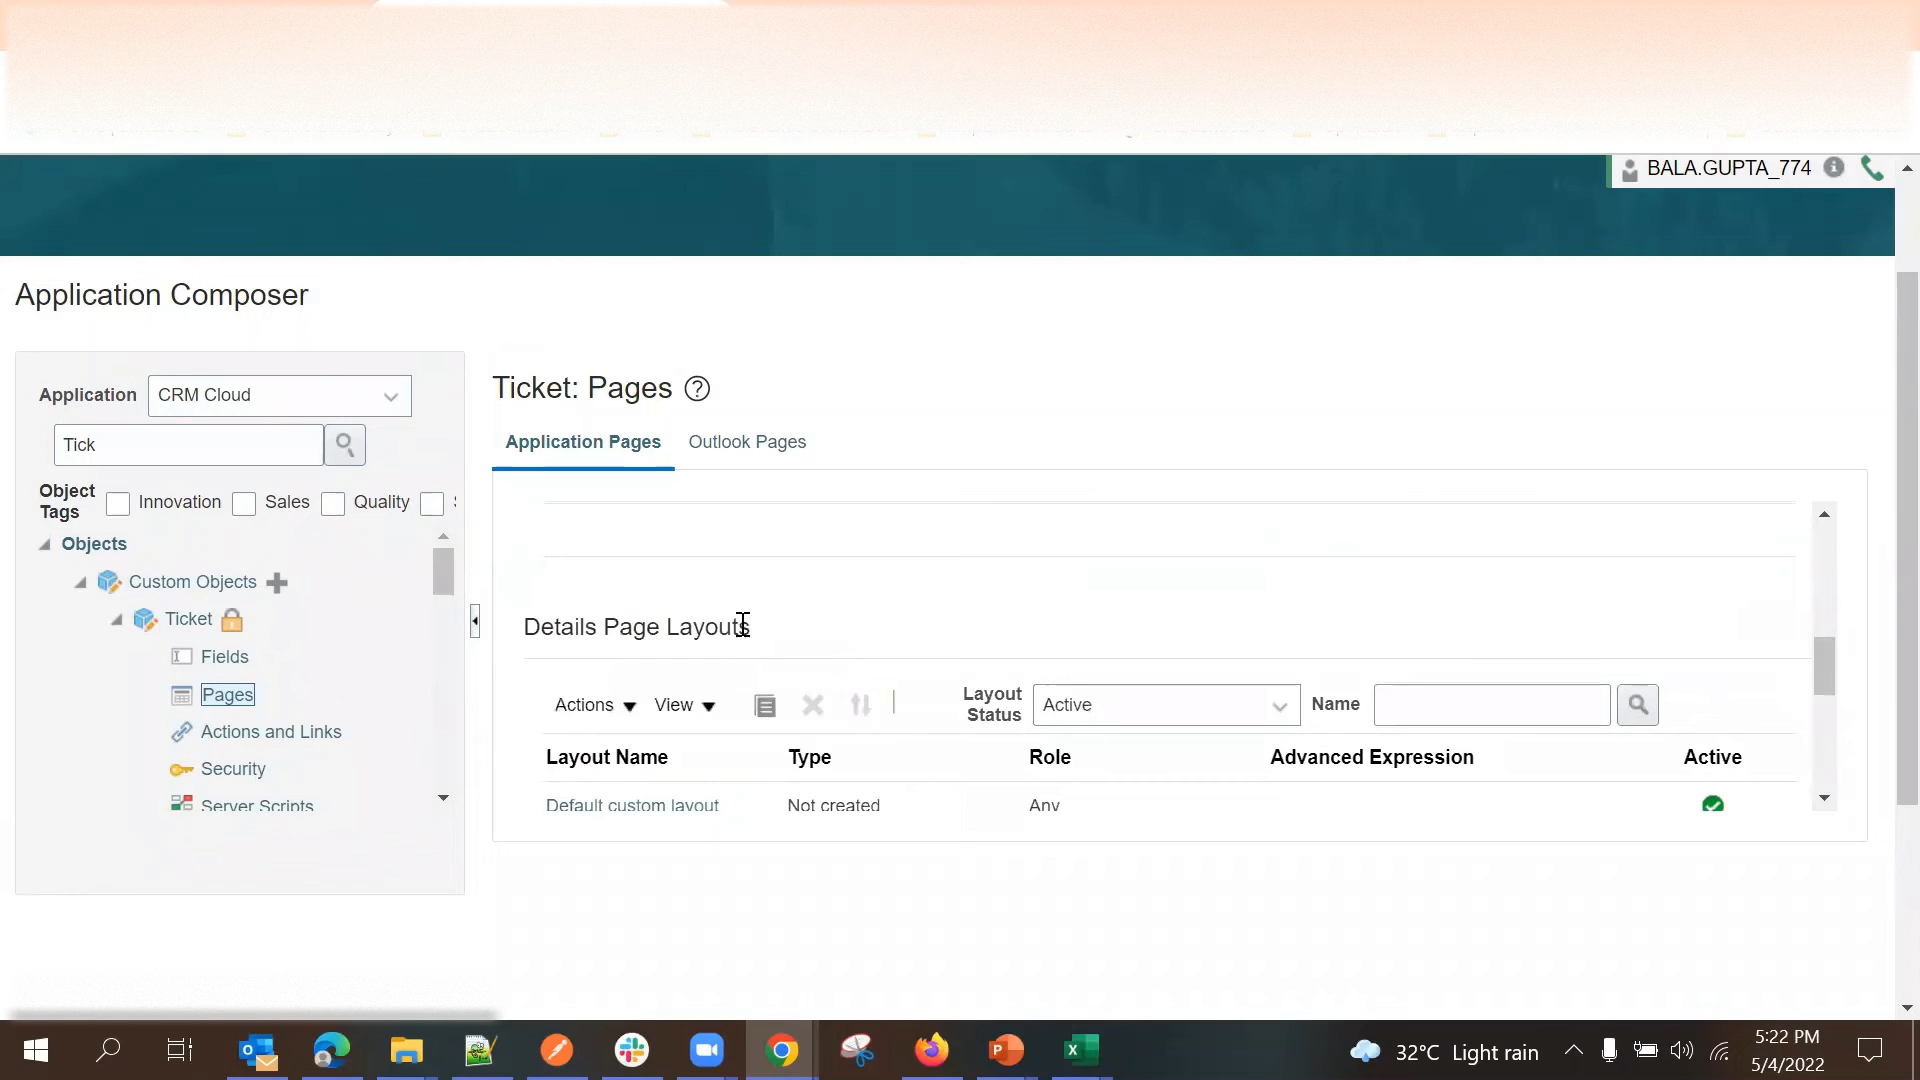 BALA.GUPTA_774
Application Composer
Application CRM Cloud
Tick
Object Tags Innovation Sales Quality
Objects
Custom Objects
Ticket
Fields
Pages
Actions and Links
Security
Server Scripts
Ticket: Pages
Application Pages Outlook Pages
Details Page Layouts
Actions View Layout Status Active Name
Layout Name Type Role Advanced Expression Active
Default custom layout Not created Any
32°C Light rain
5:22 PM
5/4/2022